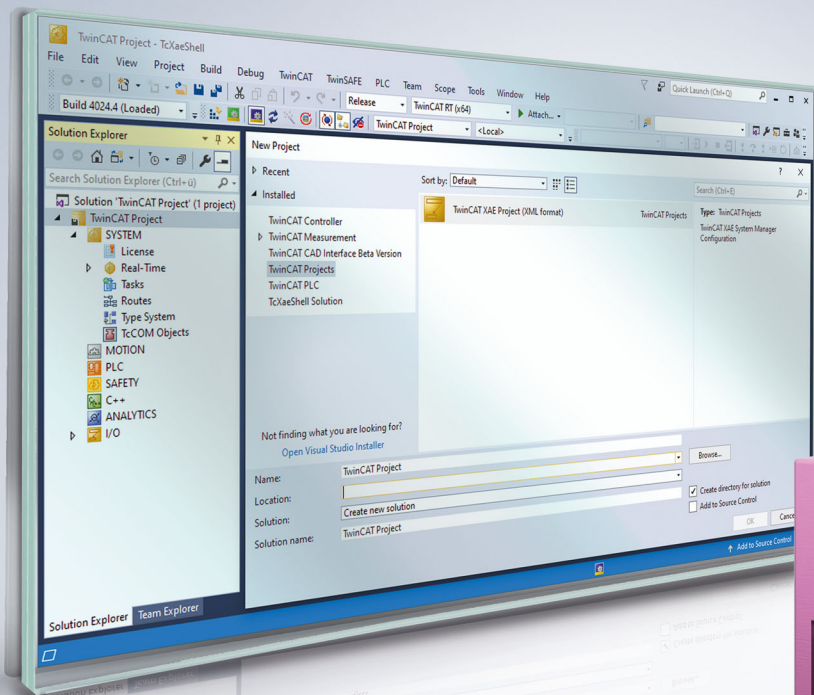 TwinCAT Project - TcXaeShell
File Edit View Project Build Debug TwinCAT TwinSAFE PLC Team Scope Tools Window Help
Quick Launch (Ctrl+Q)
Release
TwinCAT RT (x64)
Attach...
Build 4024.4 (Loaded)
TwinCAT Project
<Local>
Solution Explorer
Search Solution Explorer (Ctrl+ü)
Solution 'TwinCAT Project' (1 project)
TwinCAT Project
SYSTEM
License
Real-Time
Tasks
Routes
Type System
TcCOM Objects
MOTION
PLC
SAFETY
C++
ANALYTICS
I/O
Solution Explorer
Team Explorer
New Project
? X
Recent
Installed
TwinCAT Controller
TwinCAT Measurement
TwinCAT CAD Interface Beta Version
TwinCAT Projects
TwinCAT PLC
TcXaeShell Solution
Not finding what you are looking for?
Open Visual Studio Installer
Sort by: Default
TwinCAT XAE Project (XML format)
TwinCAT Projects
Search (Ctrl+E)
Type: TwinCAT Projects
TwinCAT XAE System Manager
Configuration
Name: TwinCAT Project
Location:
Browse...
Solution: Create new solution
Solution name: TwinCAT Project
Create directory for solution
Add to Source Control
OK
Cance
Add to Source Control